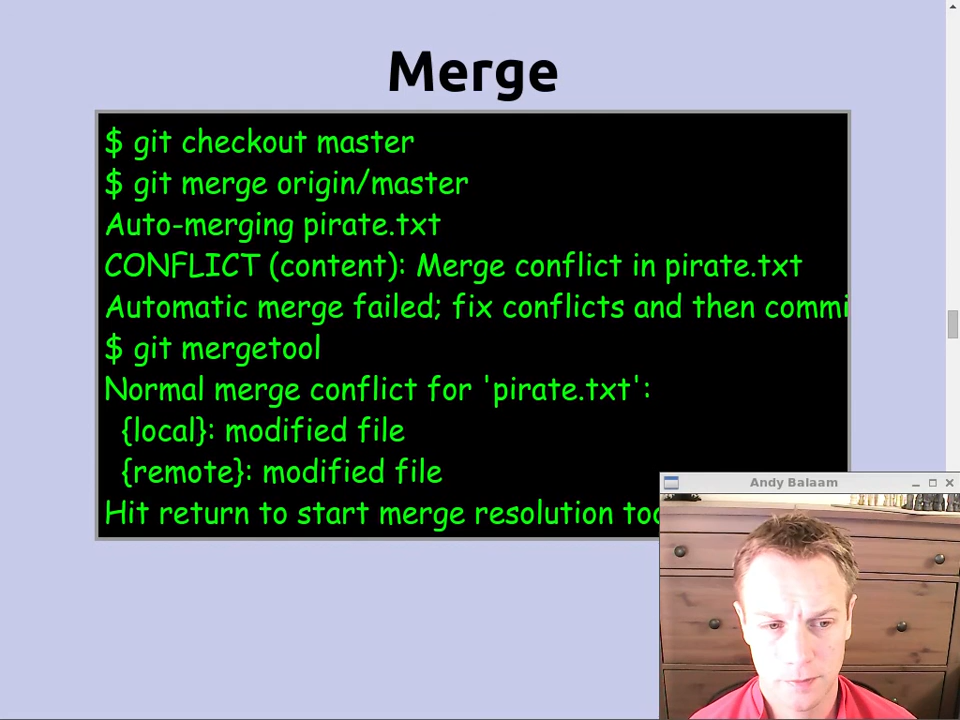 Merge
$ git checkout master
$ git merge origin/master
Auto-merging pirate.txt
CONFLICT (content): Merge conflict in pirate.txt
Automatic merge failed; fix conflicts and then commi
$ git mergetool
Normal merge conflict for 'pirate.txt':
{local}: modified file
{remote}: modified file
Hit return to start merge resolution too
Andy Balaam